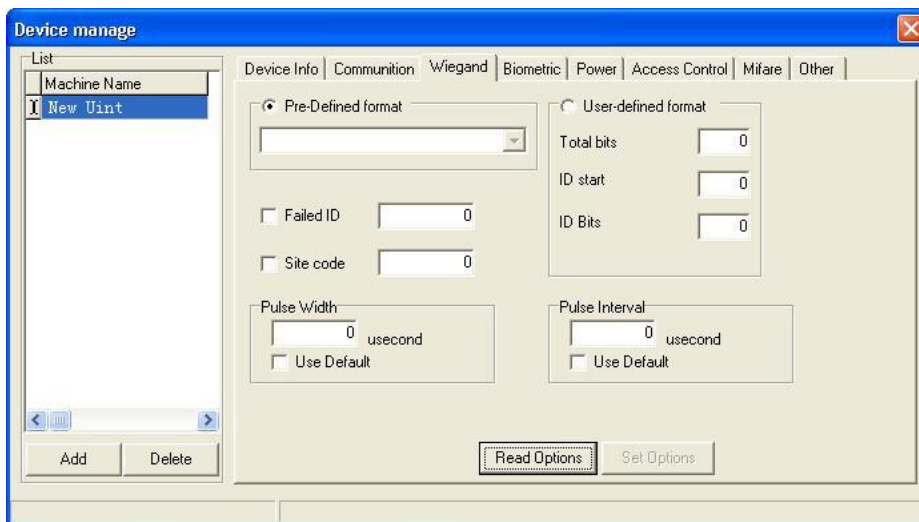 Device manage
List
Machine Name
New Uint
Add
Delete
Device Info
Communition
Wiegand
Biometric
Power
Access Control
Mifare
Other
Pre-Defined format
Failed ID 0
Site code 0
User-defined format
Total bits 0
ID start 0
ID Bits 0
Pulse Width
0 usecond
Use Default
Pulse Interval
0 usecond
Use Default
Read Options
Set Options